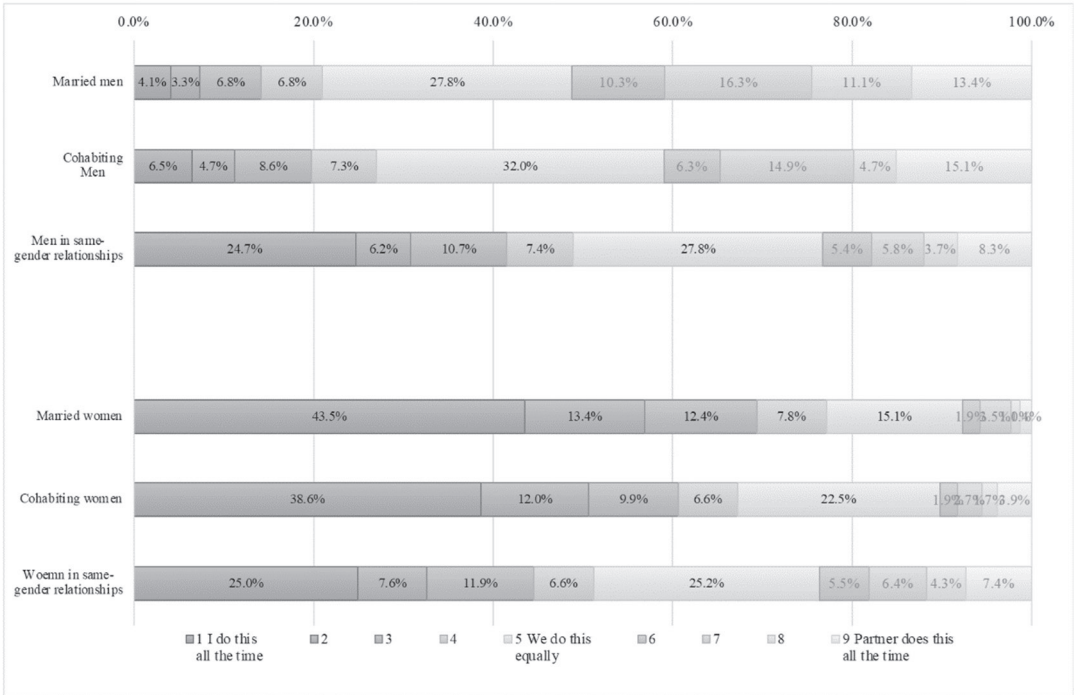 0.0% 20.0% 40.0% 60.0% 80.0% 100.0%
Married men 4.1% 3.3% 6.8% 6.8% 27.8% 10.3% 16.3% 11.1% 13.4%
Cohabiting
Men
6.5% 4.7% 8.6% 7.3% 32.0% 6.3% 14.9% 4.7% 15.1%
Men in same-
gender relationships
24.7% 6.2% 10.7% 7.4% 27.8% 5.4% 5.8% 3.7% 8.3%
Married women 43.5% 13.4% 12.4% 7.8% 15.1% 1.9% 3.5%
Cohabiting women 38.6% 12.0% 9.9% 6.6% 22.5% 1.9%
Woemn in same-
gender relationships
25.0% 7.6% 11.9% 6.6% 25.2% 5.5% 6.4% 4.3% 7.4%
1 I do this 2 3 4 5 We do this 6 7 8 9 Partner does this
all the time equally all the time